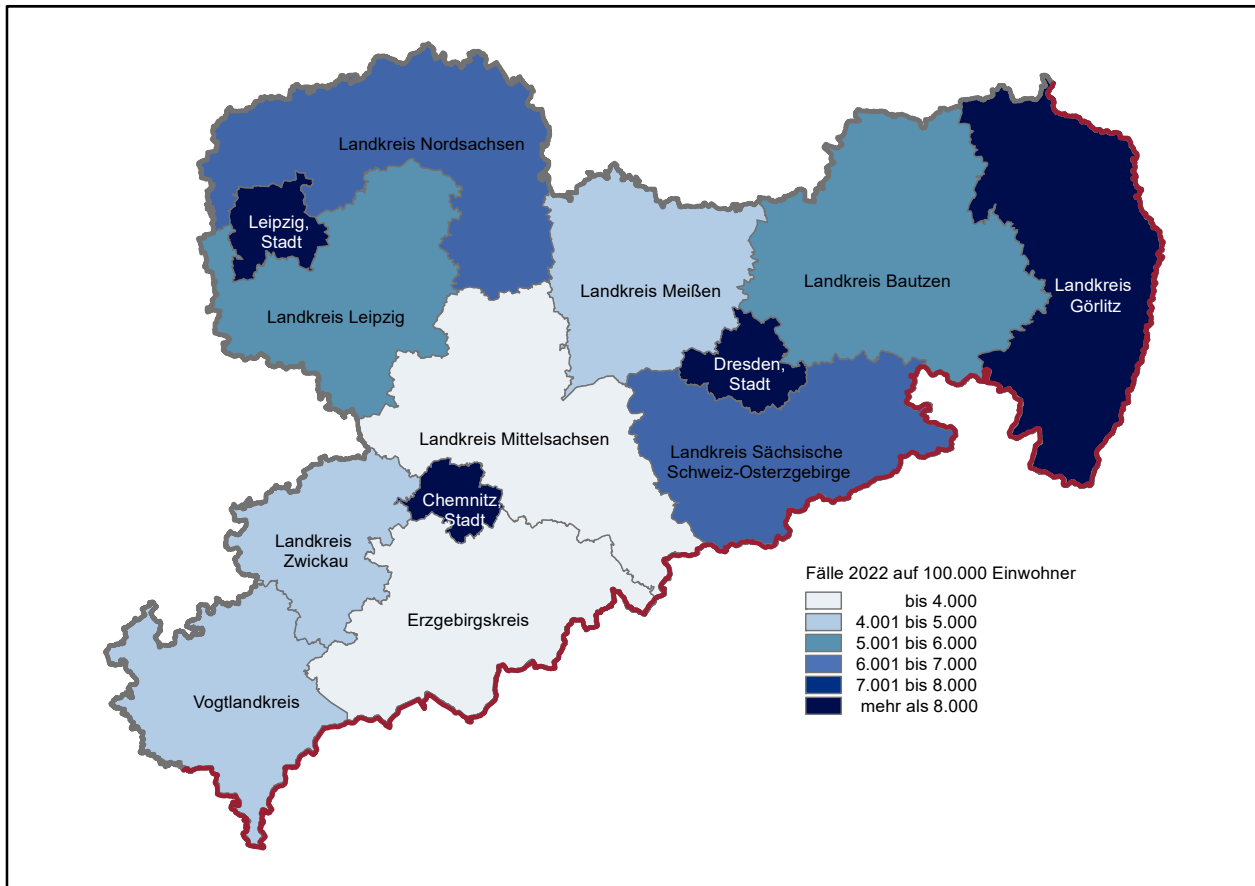 Landkreis Nordsachsen
Leipzig,
Stadt
Landkreis Leipzig
Landkreis Meißen
Landkreis Bautzen
Landkreis
Görlitz
Dresden,
Stadt
Landkreis Mittelsachsen
Landkreis Sächsische
Schweiz-Osterzgebirge
Chemnitz,
Stadt
Landkreis
Zwickau
Erzgebirgskreis
Vogtlandkreis
Fälle 2022 auf 100.000 Einwohner
bis 4.000
4.001 bis 5.000
5.001 bis 6.000
6.001 bis 7.000
7.001 bis 8.000
mehr als 8.000